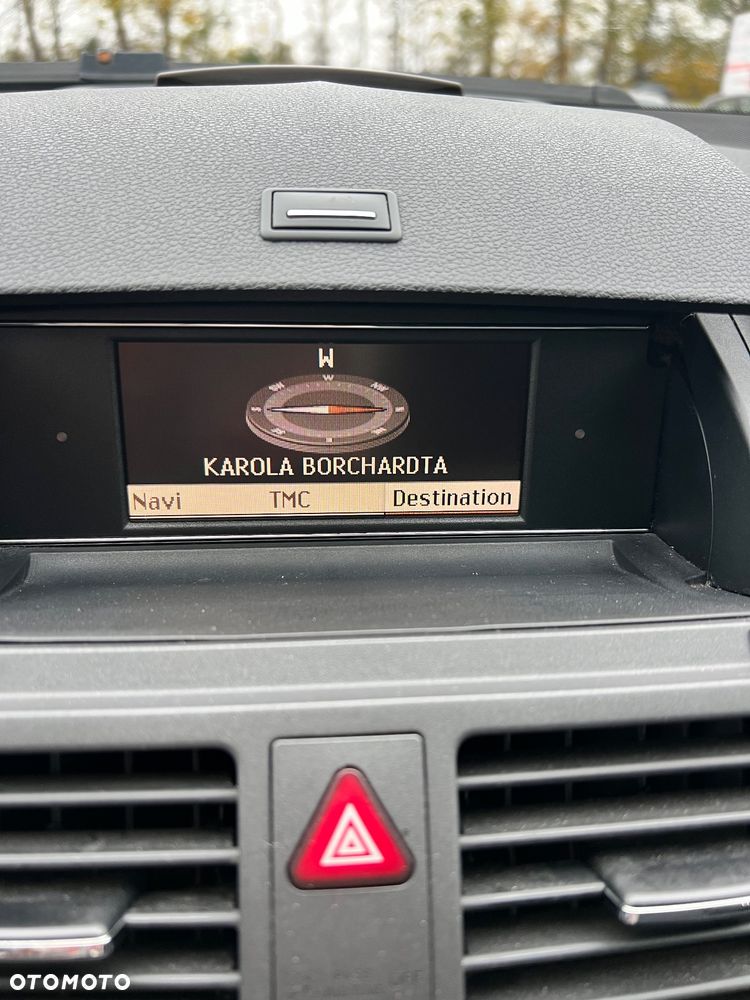 W
W
KAROLA BORCHARDTA
Navi TMC Destination
OTOMOTO